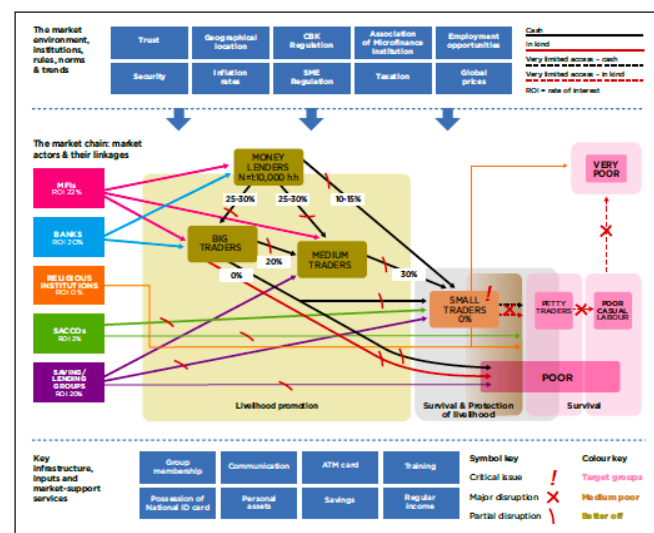 The market
environment,
institutions,
rules, norms
& trends
Trust
Geographical
location
CBK
Regulation
Association
of Microfinance
Institution
Employment
opportunities
Security
Inflation
rates
SME
Regulation
Taxation
Global
prices
Cash
In kind
Very limited access – cash
Very limited access – in kind
ROI = rate of interest
The market chain: market
actors & their linkages
MFIs
ROI 22%
BANKS
ROI 20%
RELIGIOUS
INSTITUTIONS
ROI 0%
SACCOs
ROI 2%
SAVING/
LENDING
GROUPS
ROI 20%
MONEY
LENDERS
N=1:10,000 hh
25-30%
25-30%
10-15%
BIG
TRADERS
20%
MEDIUM
TRADERS
0%
30%
SMALL
TRADERS
0%
PETTY
TRADERS
POOR
CASUAL
LABOUR
VERY
POOR
POOR
Livelihood promotion
Survival & Protection
of livelihood
Survival
Key
infrastructure,
inputs and
market-support
services
Group
membership
Communication
ATM card
Training
Possession of
National ID card
Personal
assets
Savings
Regular
income
Symbol key
Critical issue
Major disruption
Partial disruption
Colour key
Target groups
Medium poor
Better off